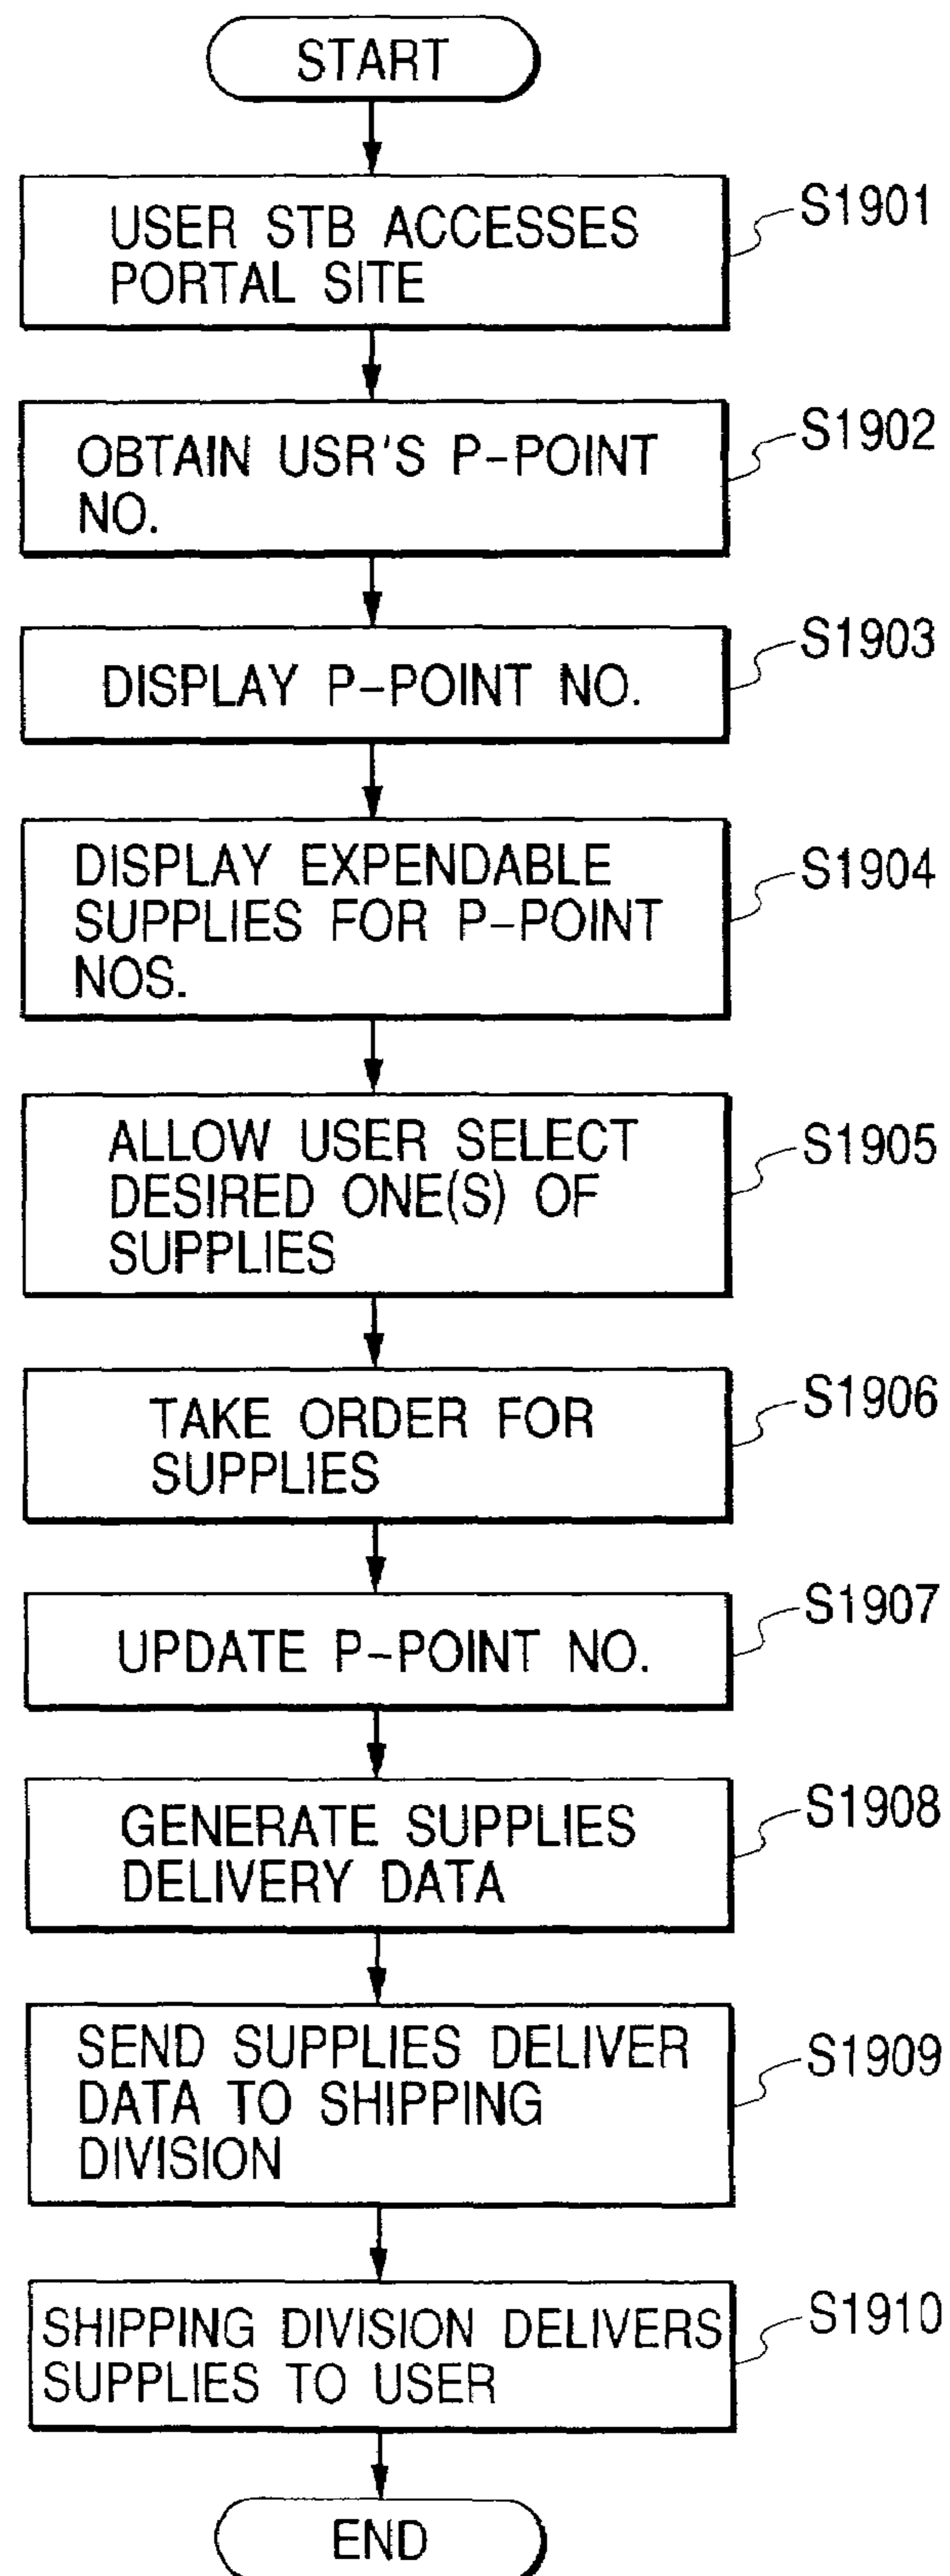 START
USER STB ACCESSES
PORTAL SITE
S1901
OBTAIN USR'S P-POINT
NO.
S1902
DISPLAY P-POINT NO.
S1903
DISPLAY EXPENDABLE
SUPPLIES FOR P-POINT
NOS.
S1904
ALLOW USER SELECT
DESIRED ONE(S) OF
SUPPLIES
S1905
TAKE ORDER FOR
SUPPLIES
S1906
UPDATE P-POINT NO.
S1907
GENERATE SUPPLIES
DELIVERY DATA
S1908
SEND SUPPLIES DELIVER
DATA TO SHIPPING
DIVISION
S1909
SHIPPING DIVISION DELIVERS
SUPPLIES TO USER
S1910
END